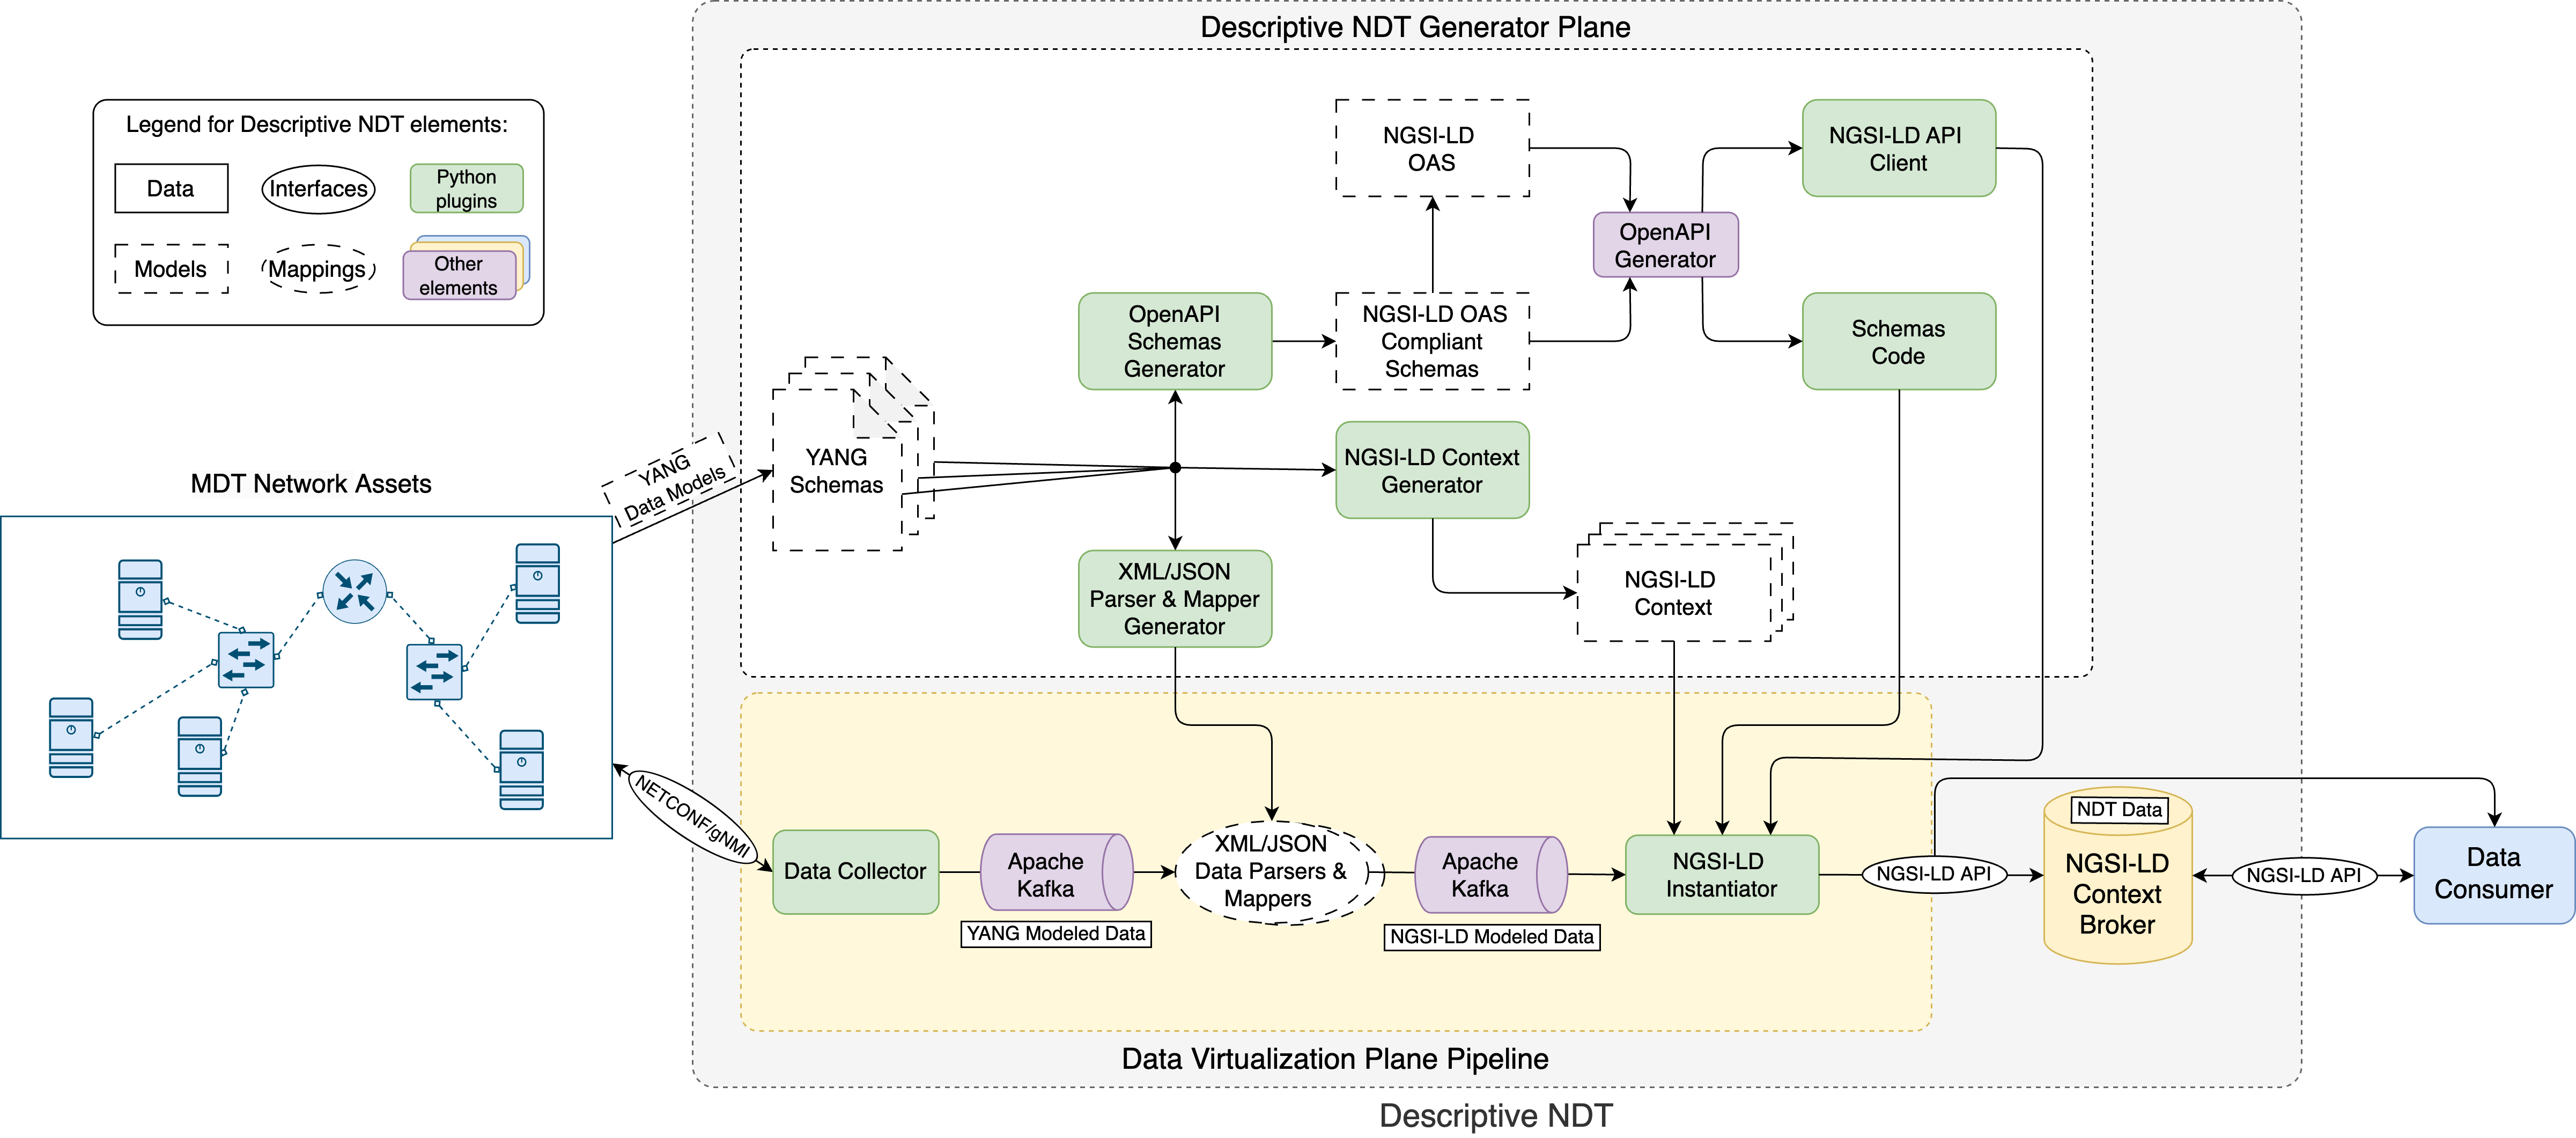 Descriptive NDT Generator Plane
Legend for Descriptive NDT elements:
Data
Interfaces
Python
plugins
Models
Mappings
Other
elements
NGSI-LD
OAS
NGSI-LD API
Client
OpenAPI
Generator
OpenAPI
Schemas
Generator
NGSI-LD OAS
Compliant
Schemas
Schemas
Code
YANG
Data Models
YANG
Schemas
NGSI-LD Context
Generator
MDT Network Assets
XML/JSON
Parser & Mapper
Generator
NGSI-LD
Context
NETCONF/gNMI
Data Collector
Apache
Kafka
YANG Modeled Data
XML/JSON
Data Parsers &
Mappers
Apache
Kafka
NGSI-LD Modeled Data
NGSI-LD
Instantiator
NGSI-LD API
NDT Data
NGSI-LD
Context
Broker
NGSI-LD API
Data
Consumer
Data Virtualization Plane Pipeline
Descriptive NDT